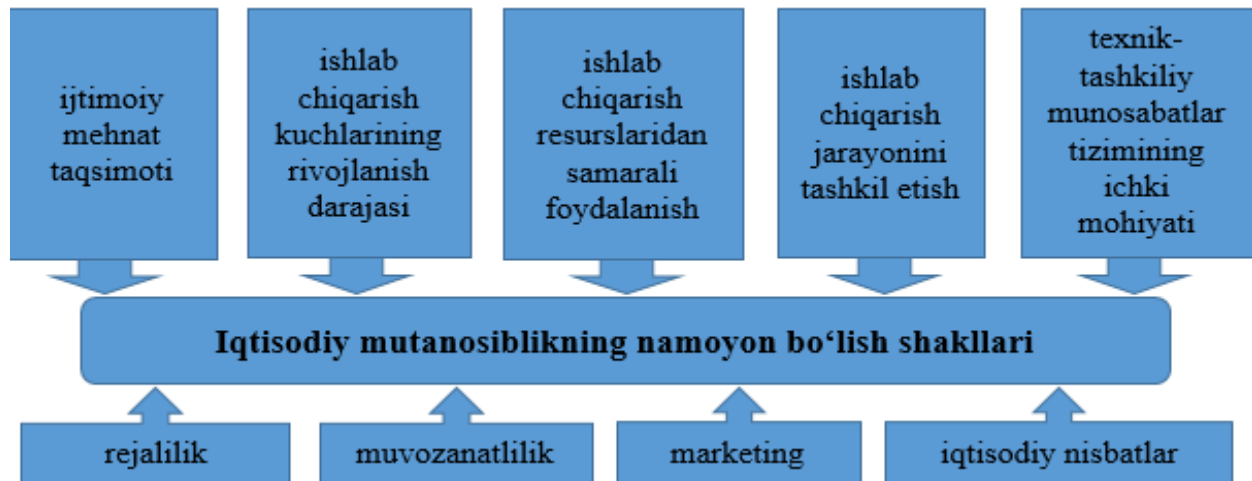 ijtimoiy
mehnat
taqsimoti
ishlab
chiqarish
kuchlarining
rivojlanish
darajasi
ishlab
chiqarish
resurslaridan
samarali
foydalanish
ishlab
chiqarish
jarayonini
tashkil etish
texnik-
tashkiliy
munosabatlar
tizimining
ichki
mohiyati
Iqtisodiy mutanosiblikning namoyon bo‘lish shakllari
rejalilik
muvozanatlilik
marketing
iqtisodiy nisbatlar